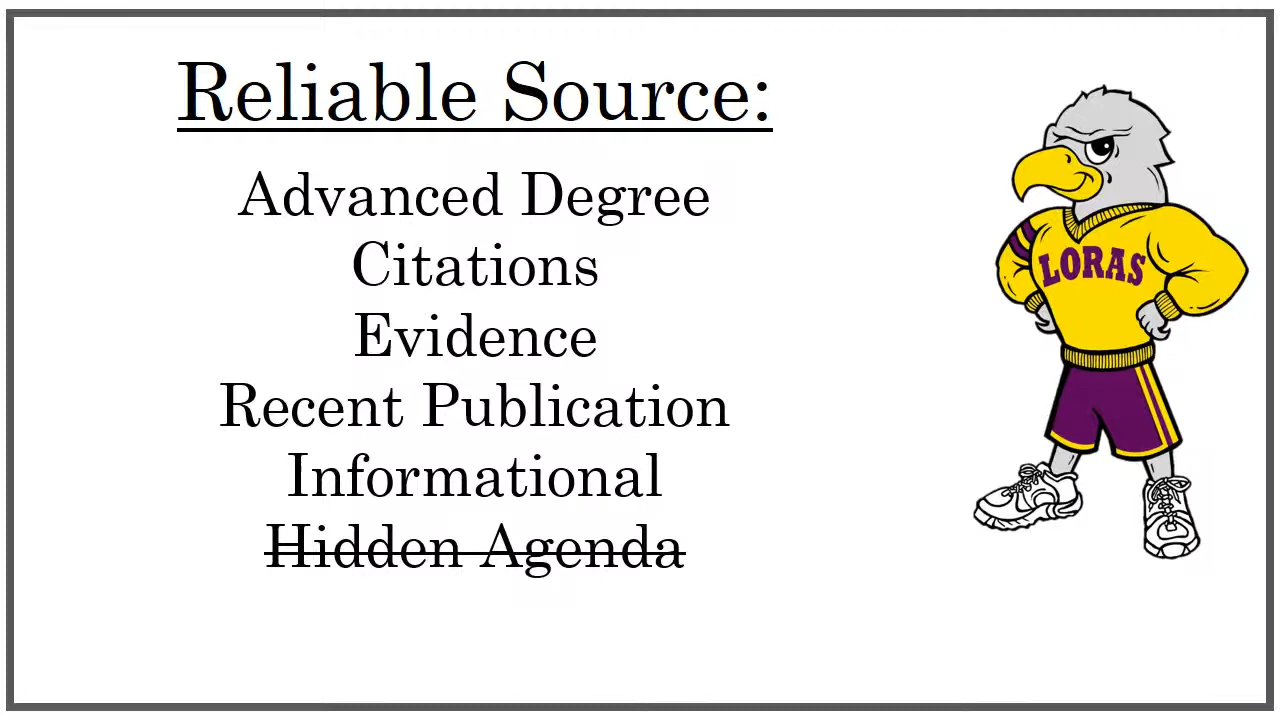 Reliable Source:
Advanced Degree
Citations
Evidence
Recent Publication
Informational
Hidden Agenda
LORAS